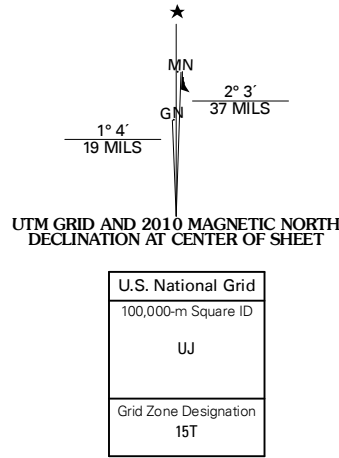 ★
MN
2° 3´
37 MILS
GN
1° 4´
19 MILS
UTM GRID AND 2010 MAGNETIC NORTH
DECLINATION AT CENTER OF SHEET
U.S. National Grid
100,000-m Square ID
UJ
Grid Zone Designation
15T